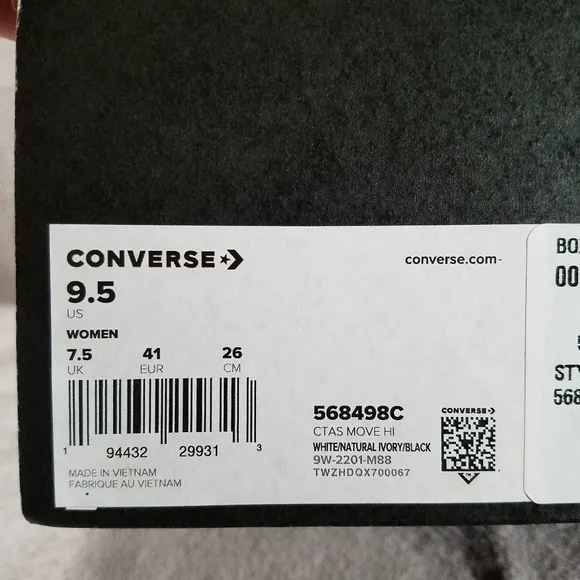 CONVERSE
converse.com
9.5
US
WOMEN
7.5 41 26
UK EUR CM
1 94432 29931 3
MADE IN VIETNAM
FABRIQUE AU VIETNAM
568498C
CTAS MOVE HI
WHITE/NATURAL IVORY/BLACK
9W-2201-M88
TWZHDQX700067
CONVERSE
BO
00
STY
568